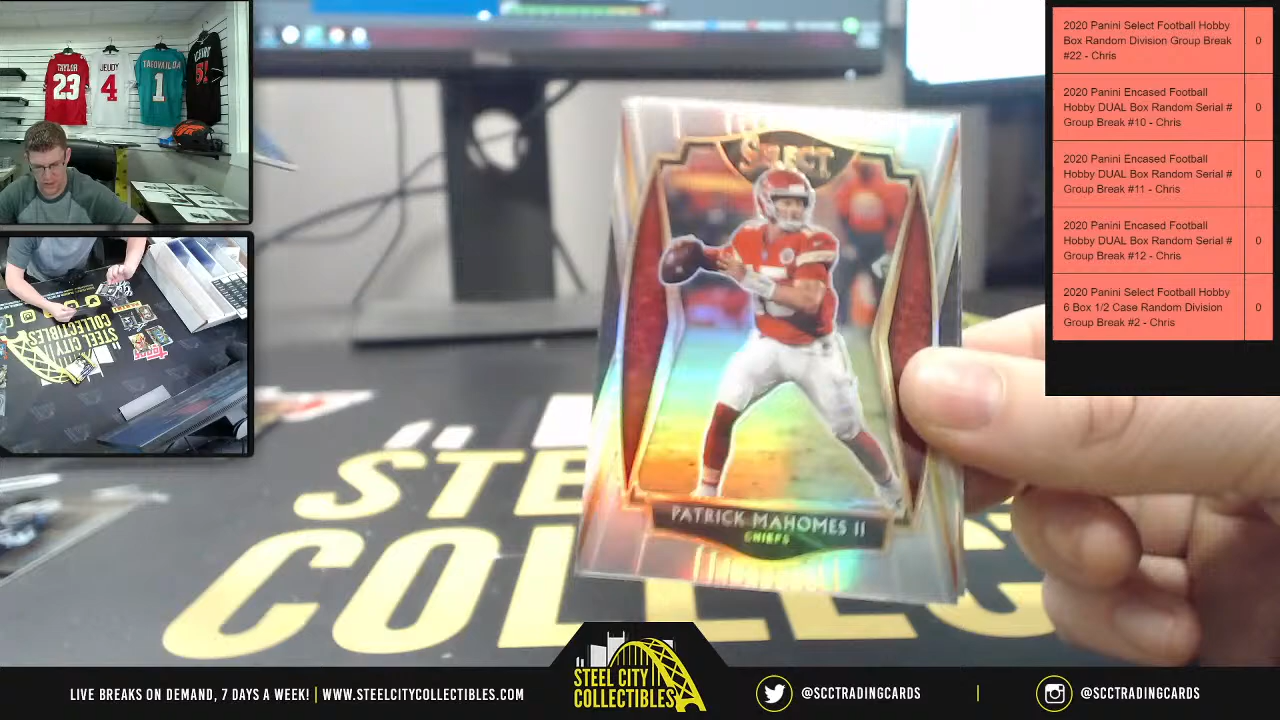 TAYLOR
23
JEUDY
4
TAGOVAILOA
1
51
STEEL CITY
COLLECTIBLES
Topps
SELECT
PATRICK MAHOMES II
CHIEFS
STE
COLLEC
2020 Panini Select Football Hobby
Box Random Division Group Break
#22 - Chris
0
2020 Panini Encased Football
Hobby DUAL Box Random Serial #
Group Break #10 - Chris
0
2020 Panini Encased Football
Hobby DUAL Box Random Serial #
Group Break #11 - Chris
0
2020 Panini Encased Football
Hobby DUAL Box Random Serial #
Group Break #12 - Chris
0
2020 Panini Select Football Hobby
6 Box 1/2 Case Random Division
Group Break #2 - Chris
0
LIVE BREAKS ON DEMAND, 7 DAYS A WEEK! | WWW.STEELCITYCOLLECTIBLES.COM
STEEL CITY
COLLECTIBLES
@SCCTRADINGCARDS
@SCCTRADINGCARDS